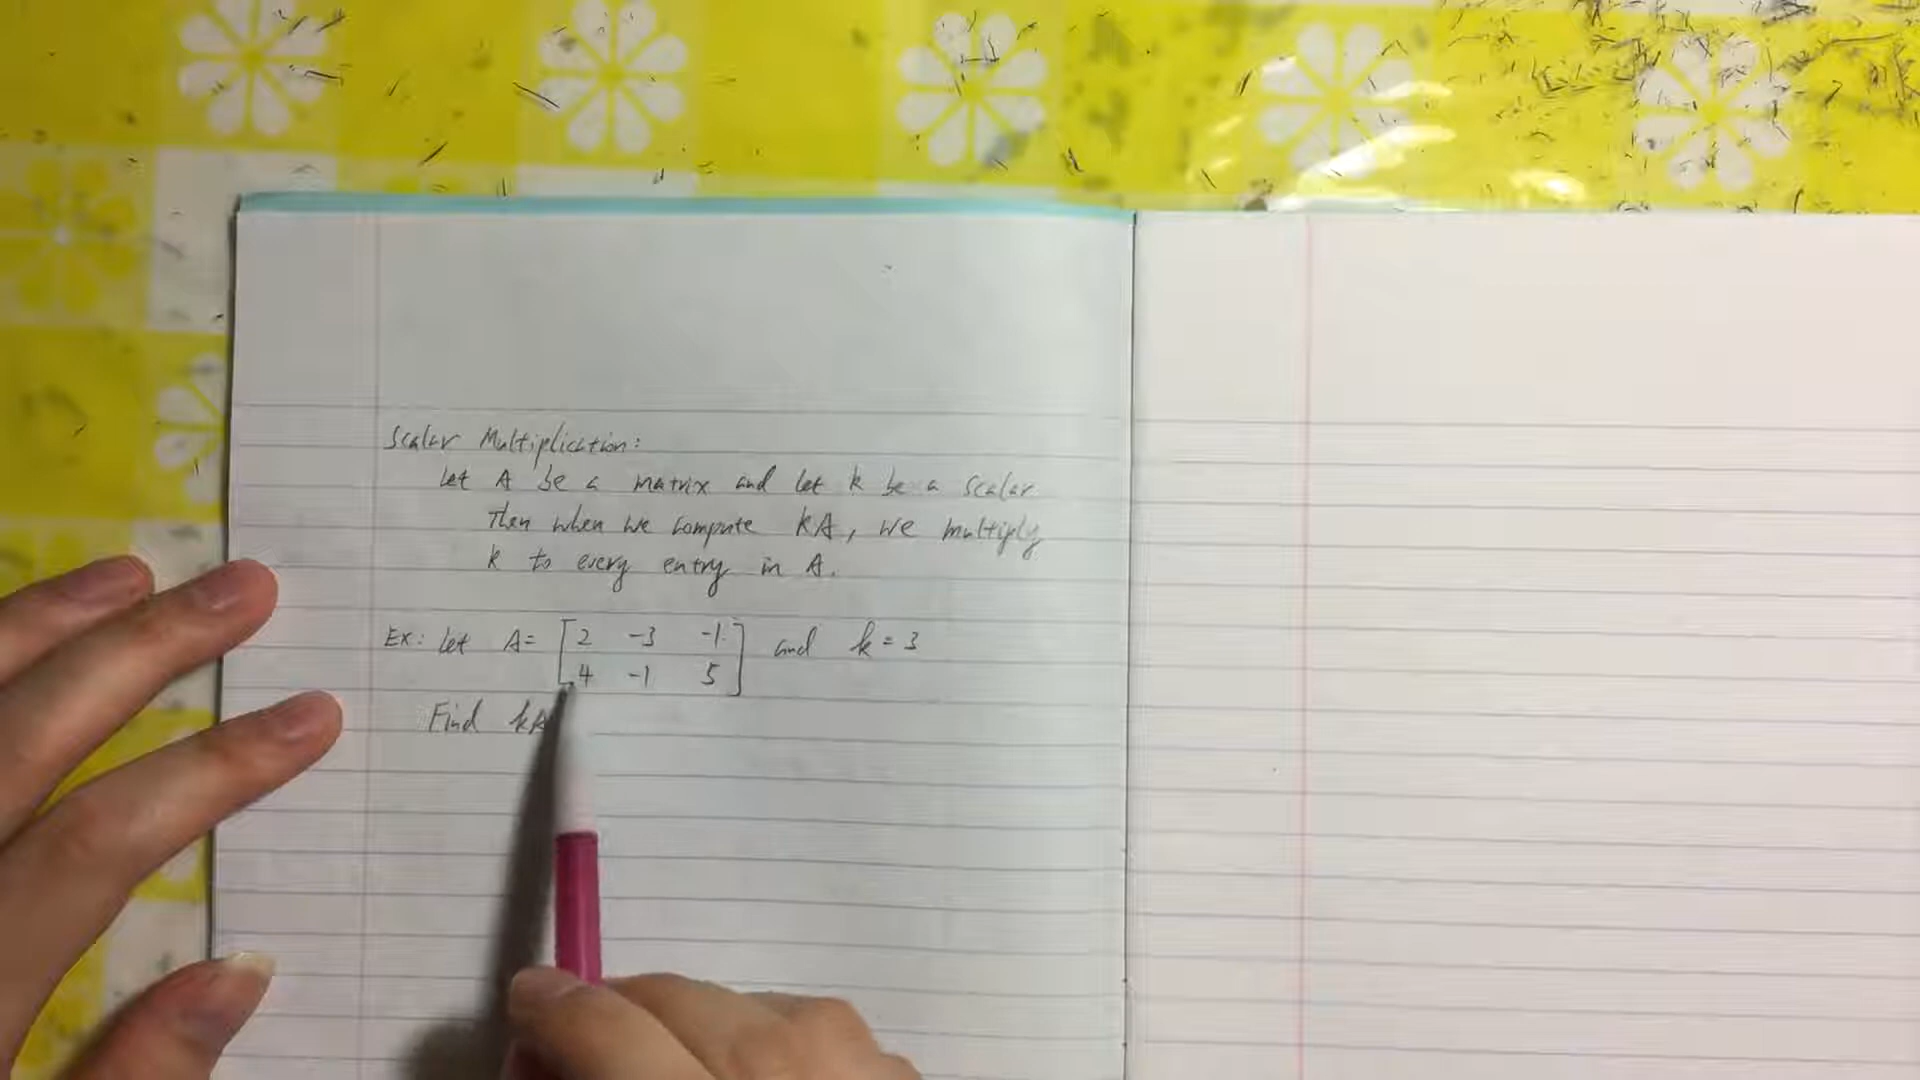 Scalar Multiplication:
Let A be a matrix and let k be a scalar
Then when we compute kA, we multiply
k to every entry in A.
Ex: Let A = [2 -3 -1
4 -1 5] and k = 3
Find kA